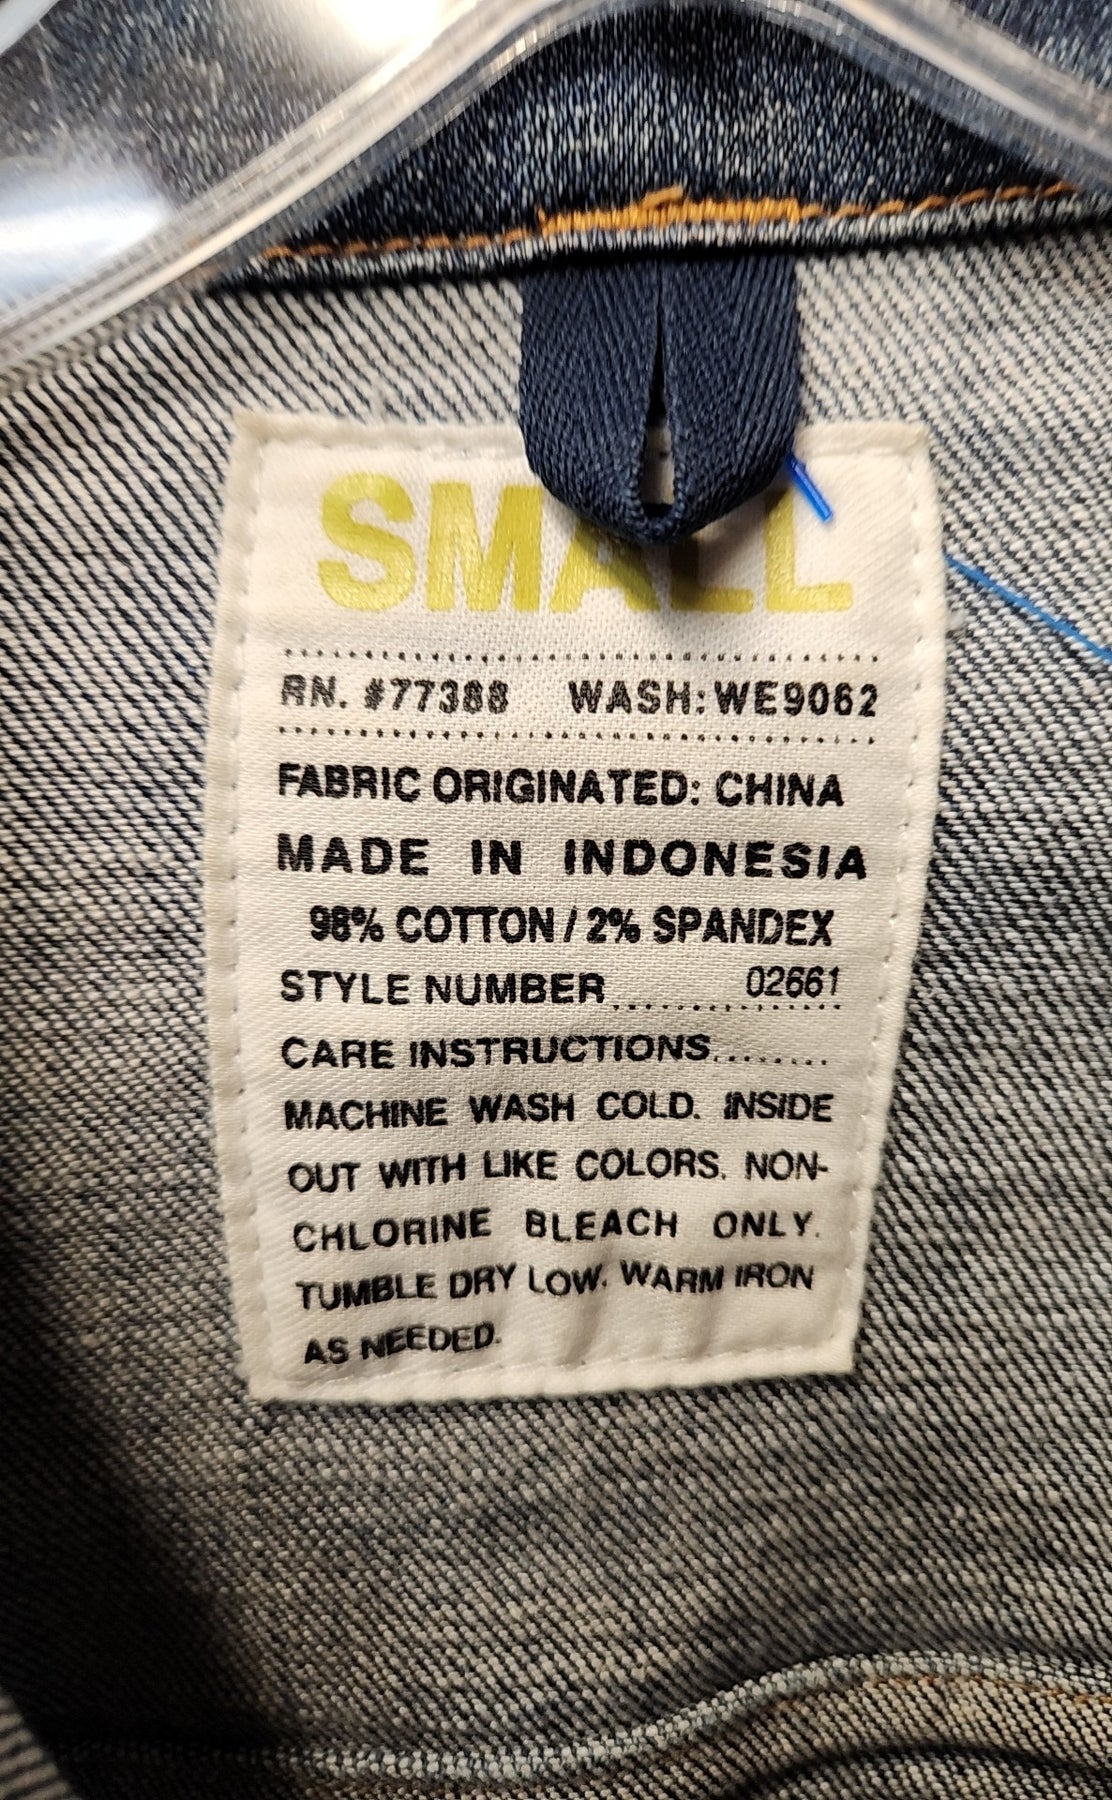 SMALL
RN. #77388 WASH: WE9062
FABRIC ORIGINATED: CHINA
MADE IN INDONESIA
98% COTTON / 2% SPANDEX
STYLE NUMBER.............. 02661
CARE INSTRUCTIONS........
MACHINE WASH COLD. INSIDE
OUT WITH LIKE COLORS. NON-
CHLORINE BLEACH ONLY.
TUMBLE DRY LOW. WARM IRON
AS NEEDED.